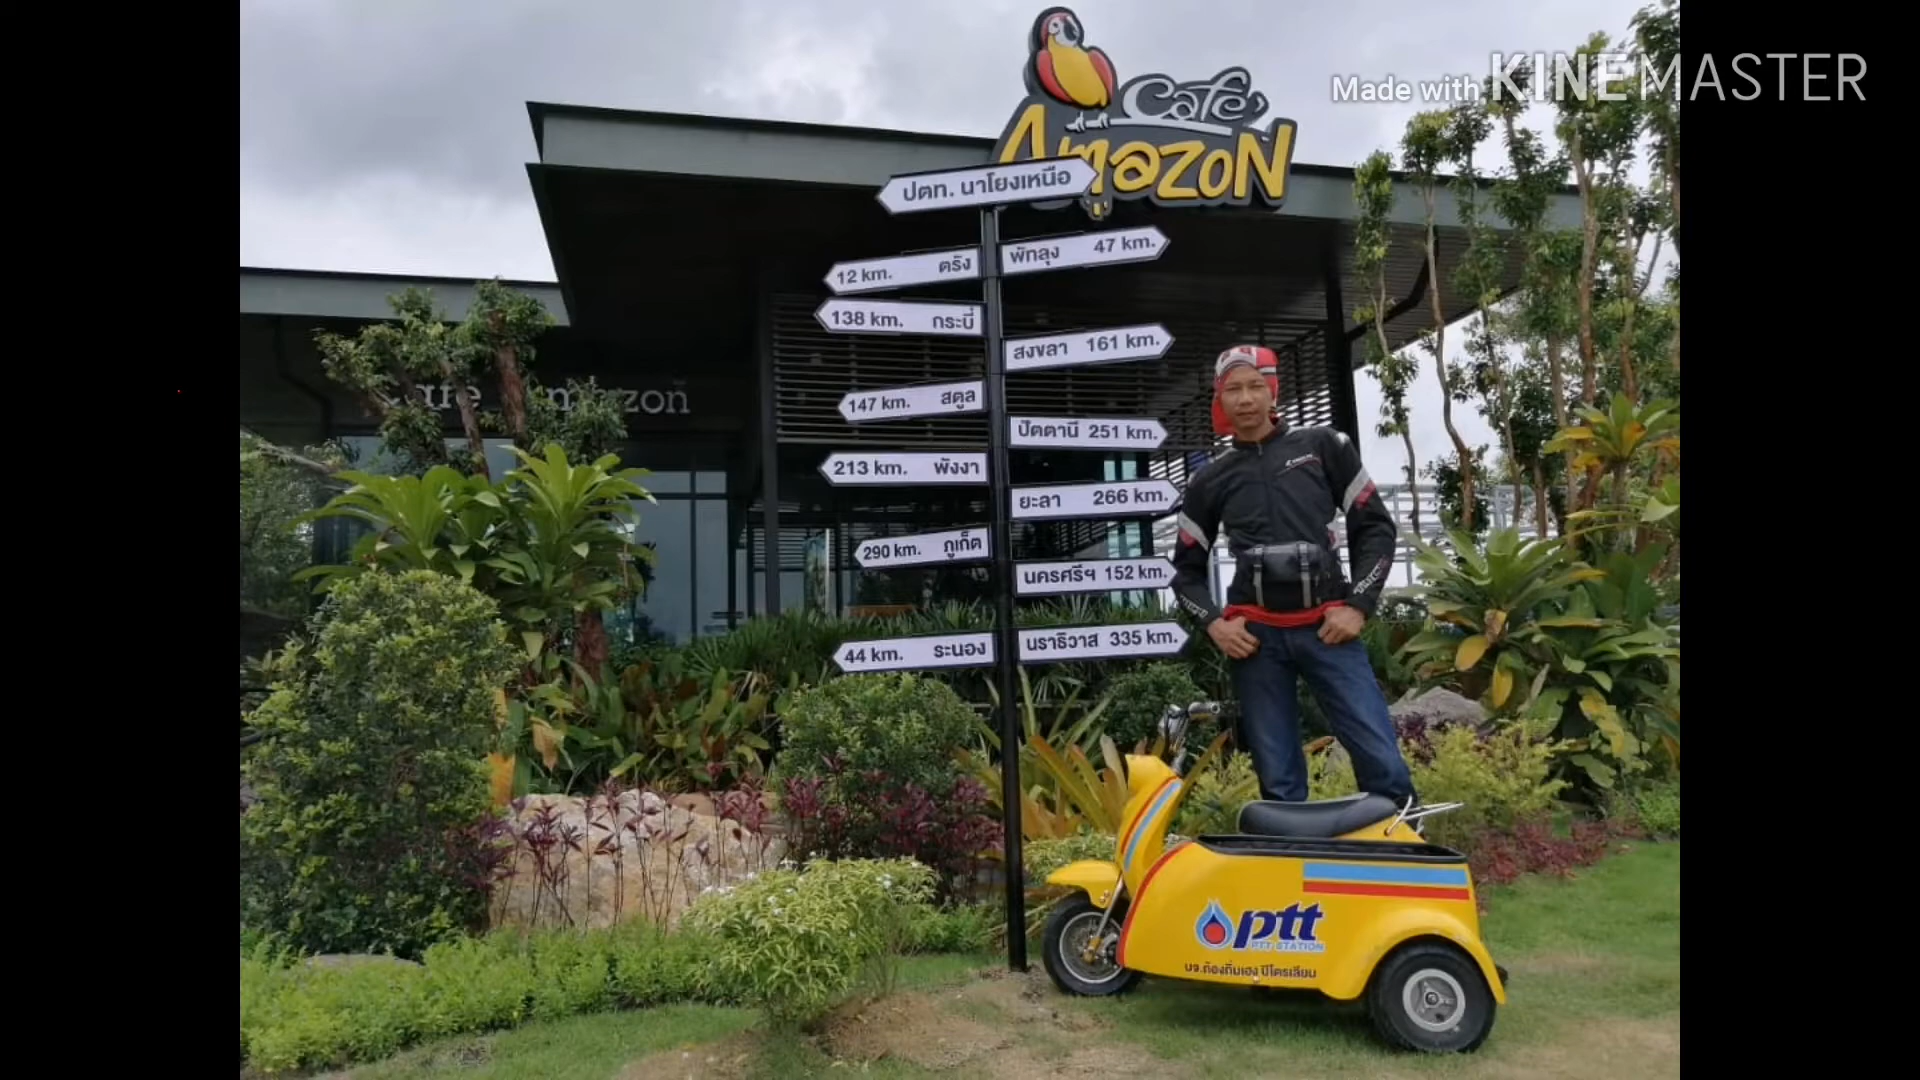 Made with KINEMASTER
Café
Amazon
ปตท. นาโยงเหนือ
พัทลุง 47 km.
12 km. ตรัง
138 km. กระบี่
สงขลา 161 km.
147 km. สตูล
ปัตตานี 251 km.
213 km. พังงา
ยะลา 266 km.
290 km. ภูเก็ต
นครศรีฯ 152 km.
44 km. ระนอง
นราธิวาส 335 km.
ptt
PTT STATION
บจ.ถ้องทิ่มเฮง ปิโตรเลียม